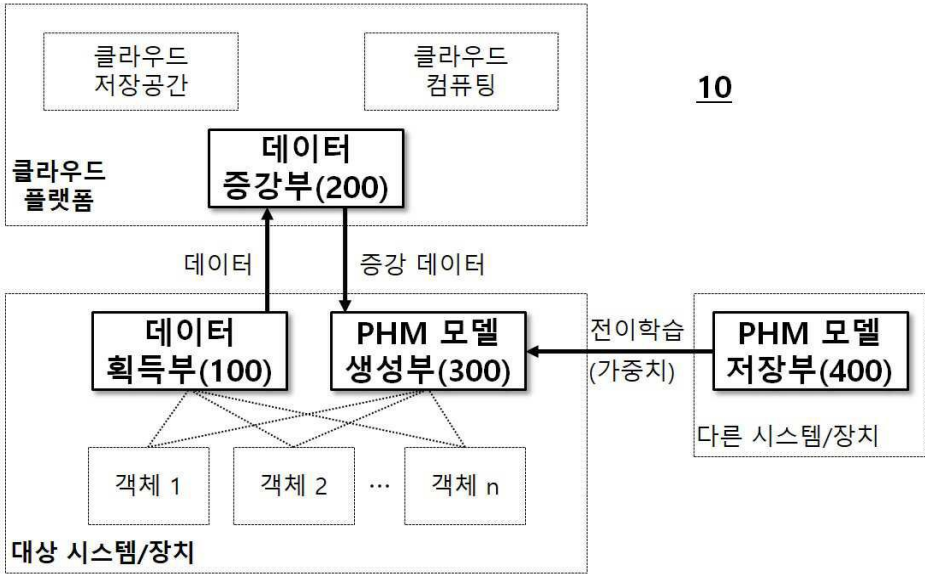 클라우드
저장공간
클라우드
컴퓨팅
10
데이터
증강부(200)
클라우드
플랫폼
데이터
증강 데이터
데이터
획득부(100)
PHM 모델
생성부(300)
전이학습
(가중치)
PHM 모델
저장부(400)
다른 시스템/장치
객체 1
객체 2
...
객체 n
대상 시스템/장치